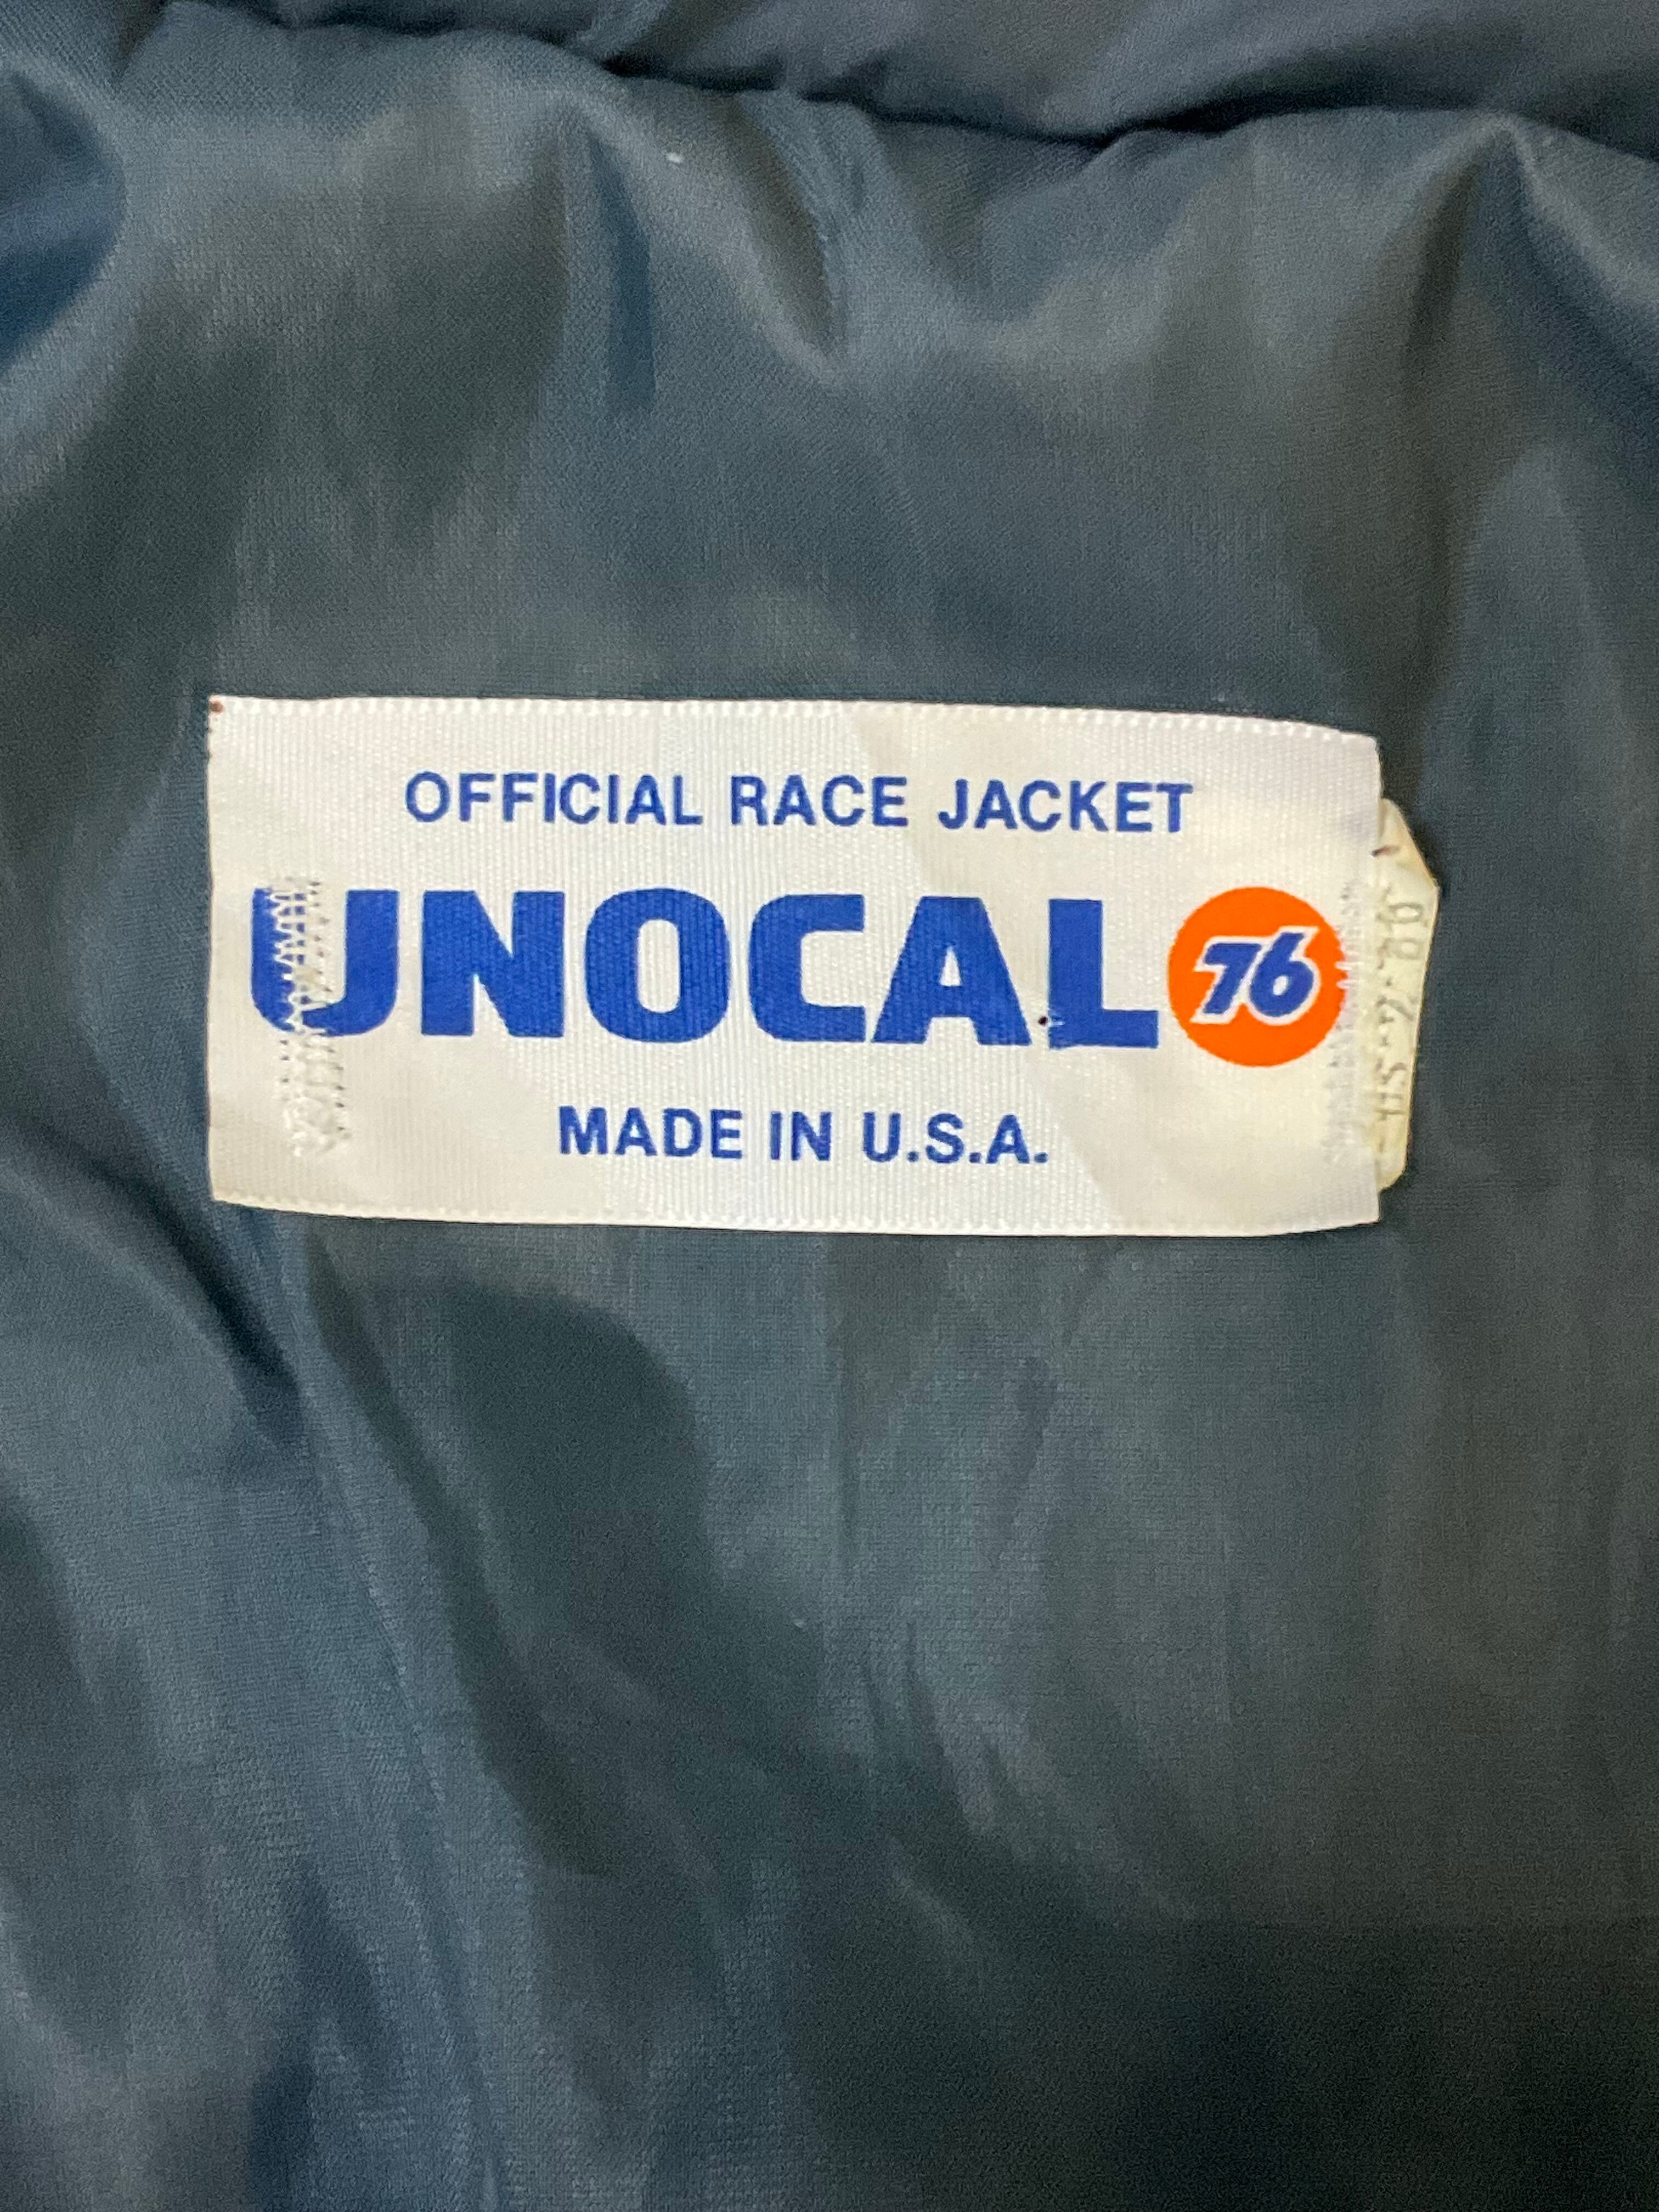 OFFICIAL RACE JACKET
UNOCAL 76
MADE IN U.S.A.